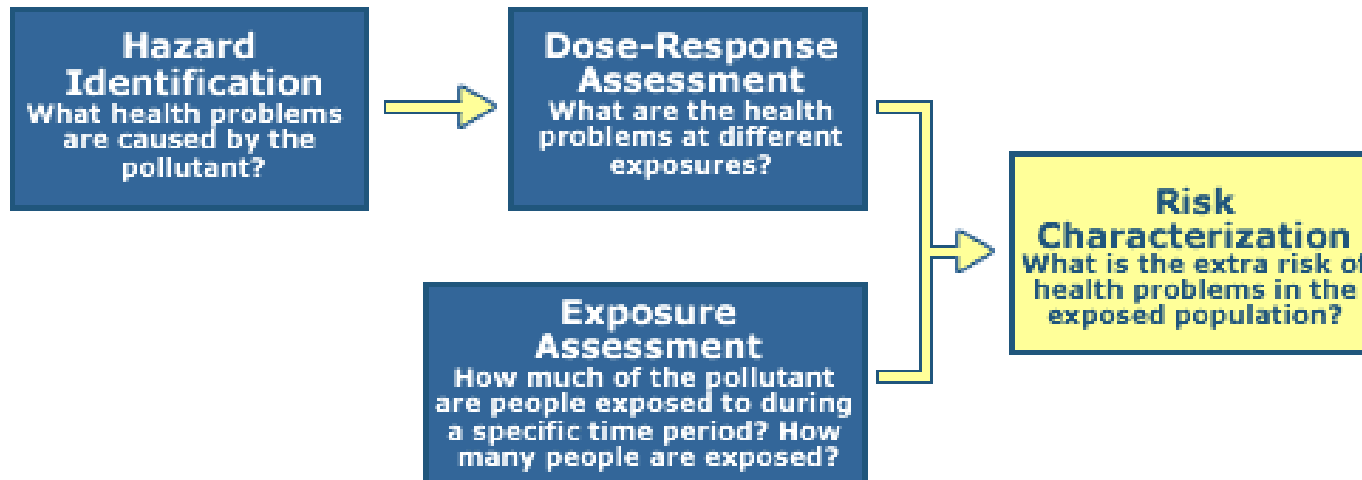 Hazard
Identification
What health problems
are caused by the
pollutant?
Dose-Response
Assessment
What are the health
problems at different
exposures?
Exposure
Assessment
How much of the pollutant
are people exposed to during
a specific time period? How
many people are exposed?
Risk
Characterization
What is the extra risk of
health problems in the
exposed population?